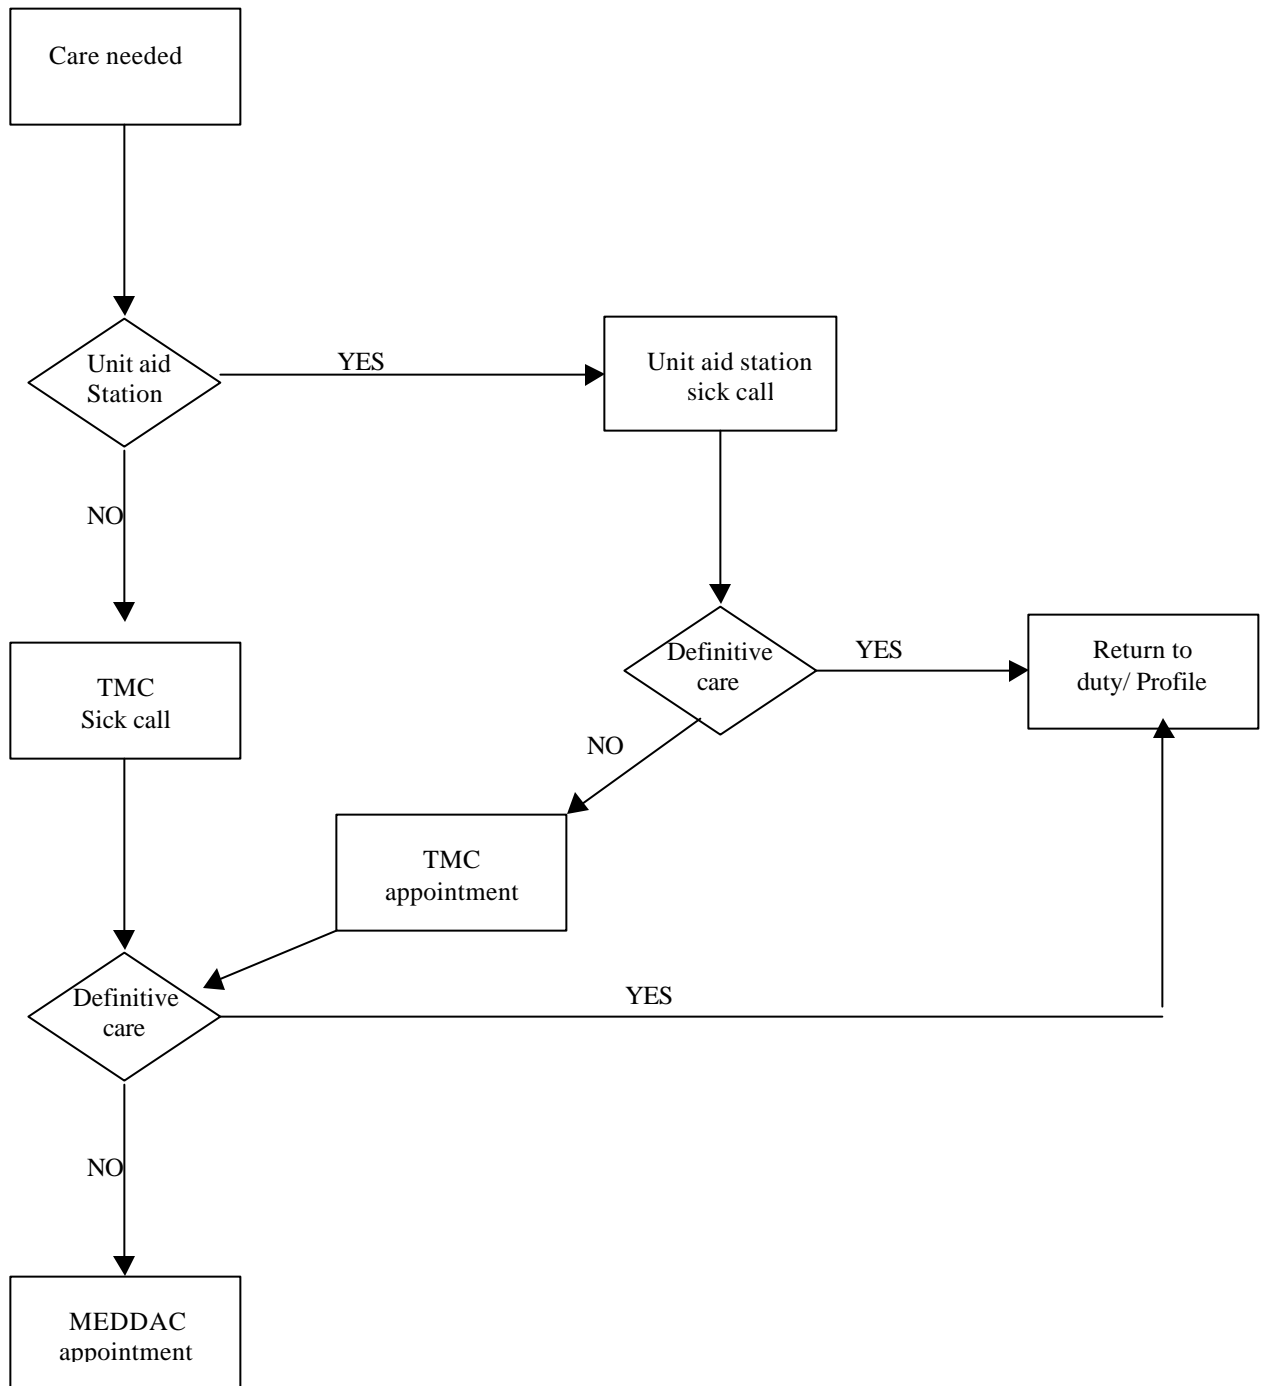 Care needed
Unit aid
Station
YES
Unit aid station
sick call
NO
TMC
Sick call
Definitive
care
YES
Return to
duty/ Profile
NO
TMC
appointment
Definitive
care
YES
NO
MEDDAC
appointment